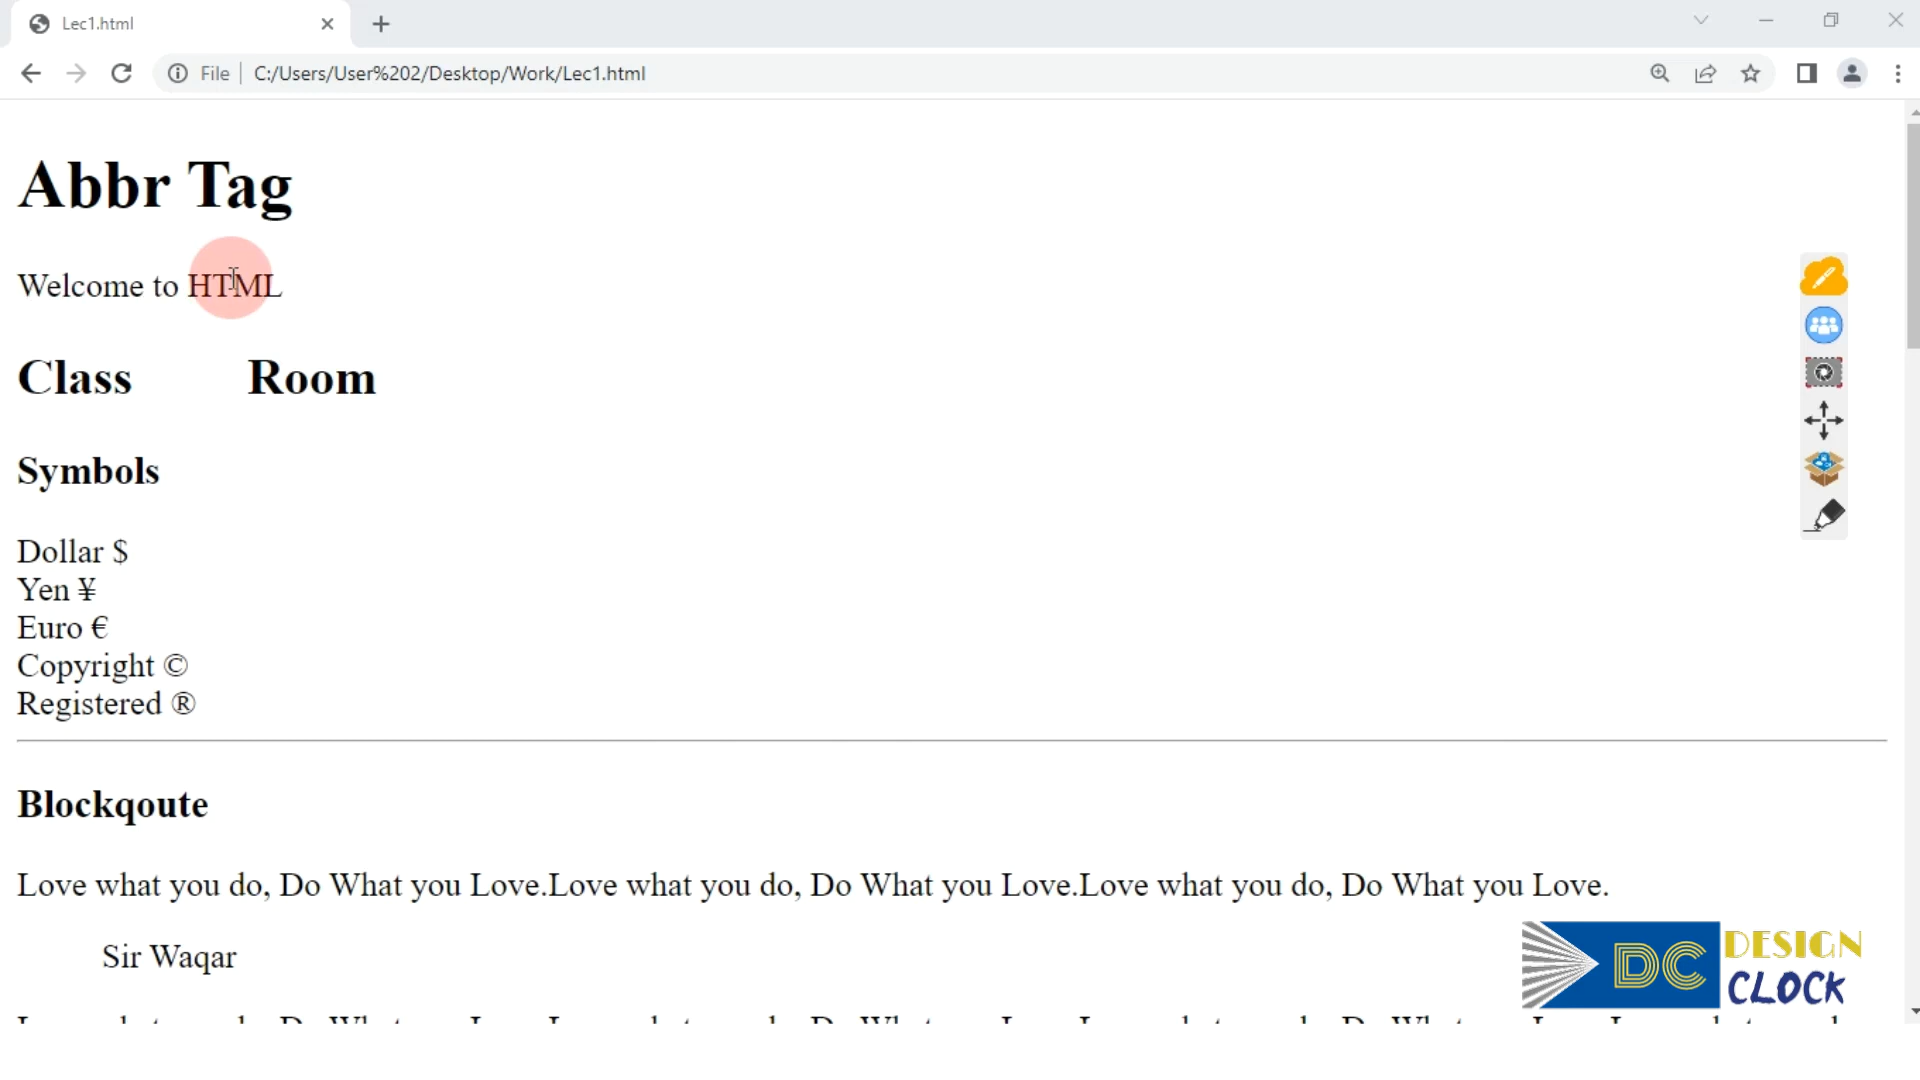 Lec1.html
File
C:/Users/User%202/Desktop/Work/Lec1.html
Abbr Tag
Welcome to HTML
Class Room
Symbols
Dollar $
Yen ¥
Euro €
Copyright ©
Registered ®
Blockqoute
Love what you do, Do What you Love.Love what you do, Do What you Love.Love what you do, Do What you Love.
Sir Waqar
DC DESIGN
CLOCK